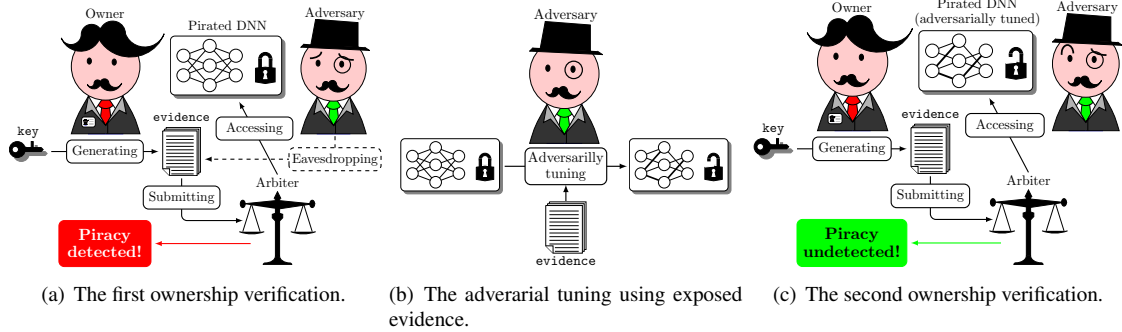 Owner
Adversary
Pirated DNN
key
evidence
Generating
Accessing
Eavesdropping
Submitting
Arbiter
Piracy
detected!
(a) The first ownership verification.
Adversary
Adversarilly
tuning
evidence
(b) The adverarial tuning using exposed
evidence.
Owner
Pirated DNN
(adversarially tuned)
Adversary
key
evidence
Generating
Accessing
Submitting
Arbiter
Piracy
undetected!
(c) The second ownership verification.